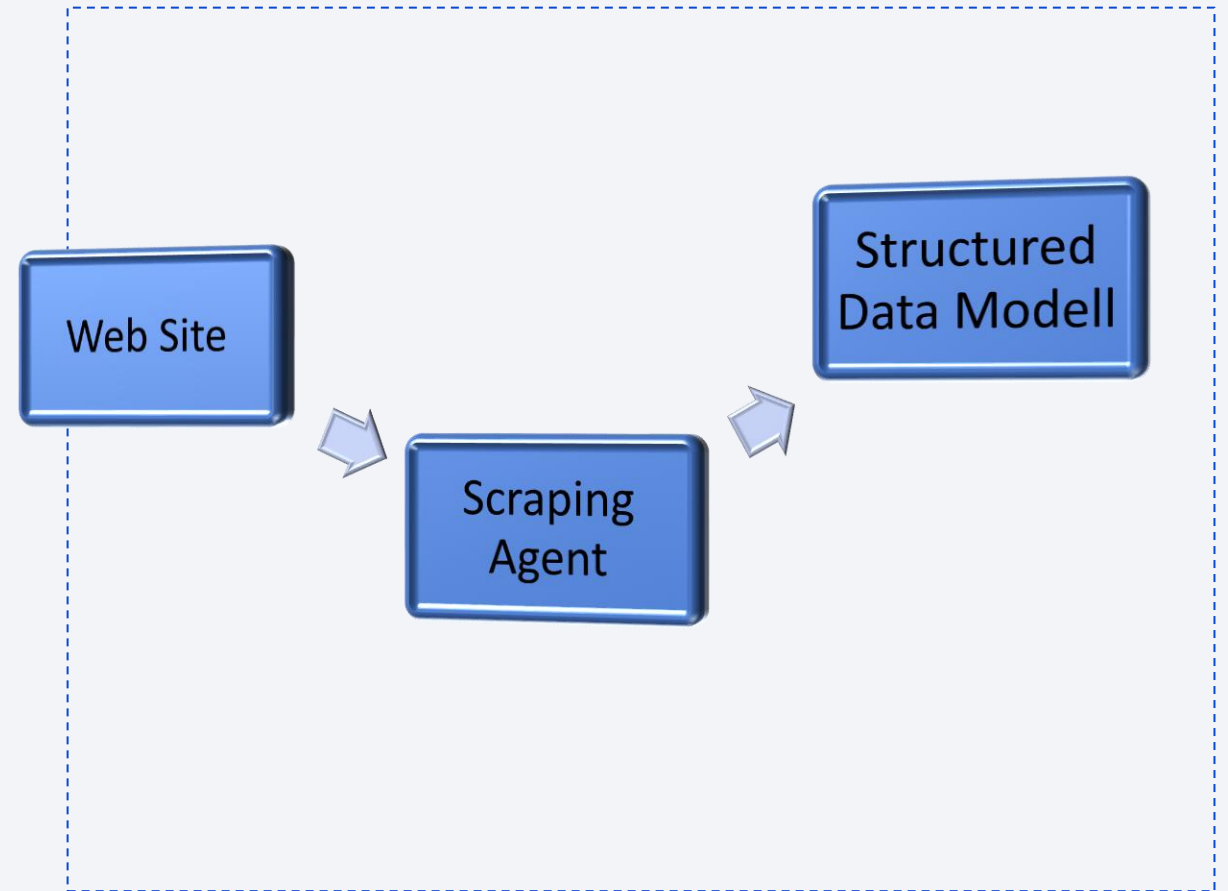 Web Site
Scraping
Agent
Structured
Data Modell